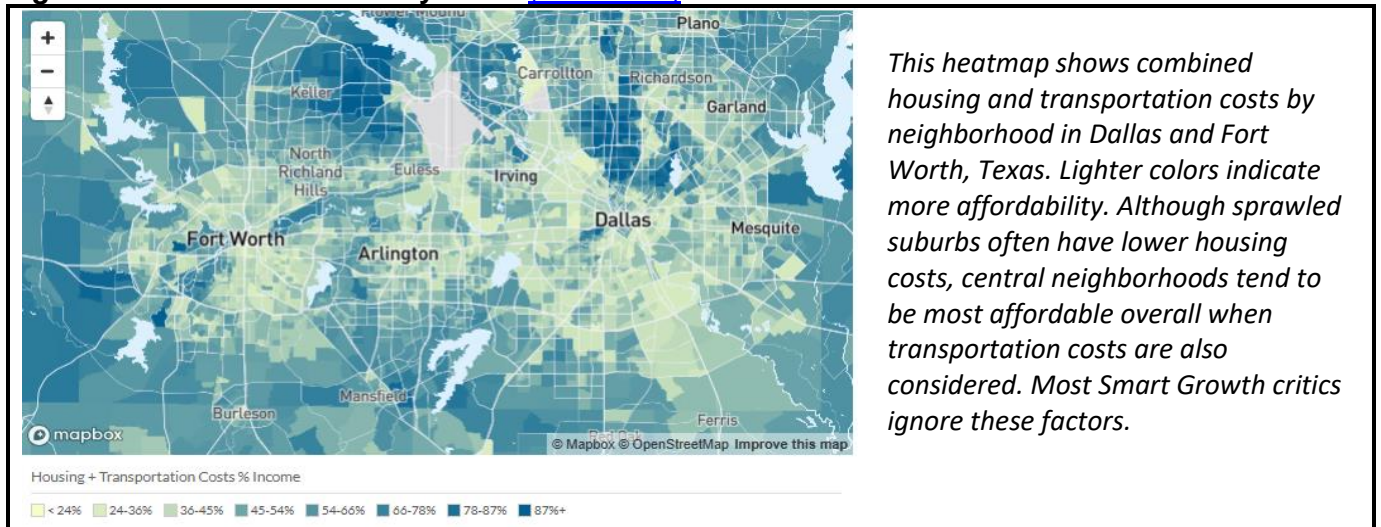 Plano
Carrollton
Richardson
Keller
Garland
North
Richland
Hills
Euless
Irving
Dallas
Mesquite
Fort Worth
Arlington
Mansfield
Burleson
Ferris
mapbox
© Mapbox © OpenStreetMap Improve this map
Housing + Transportation Costs % Income
< 24% 24-36% 36-45% 45-54% 54-66% 66-78% 78-87% 87%+
This heatmap shows combined
housing and transportation costs by
neighborhood in Dallas and Fort
Worth, Texas. Lighter colors indicate
more affordability. Although sprawled
suburbs often have lower housing
costs, central neighborhoods tend to
be most affordable overall when
transportation costs are also
considered. Most Smart Growth critics
ignore these factors.